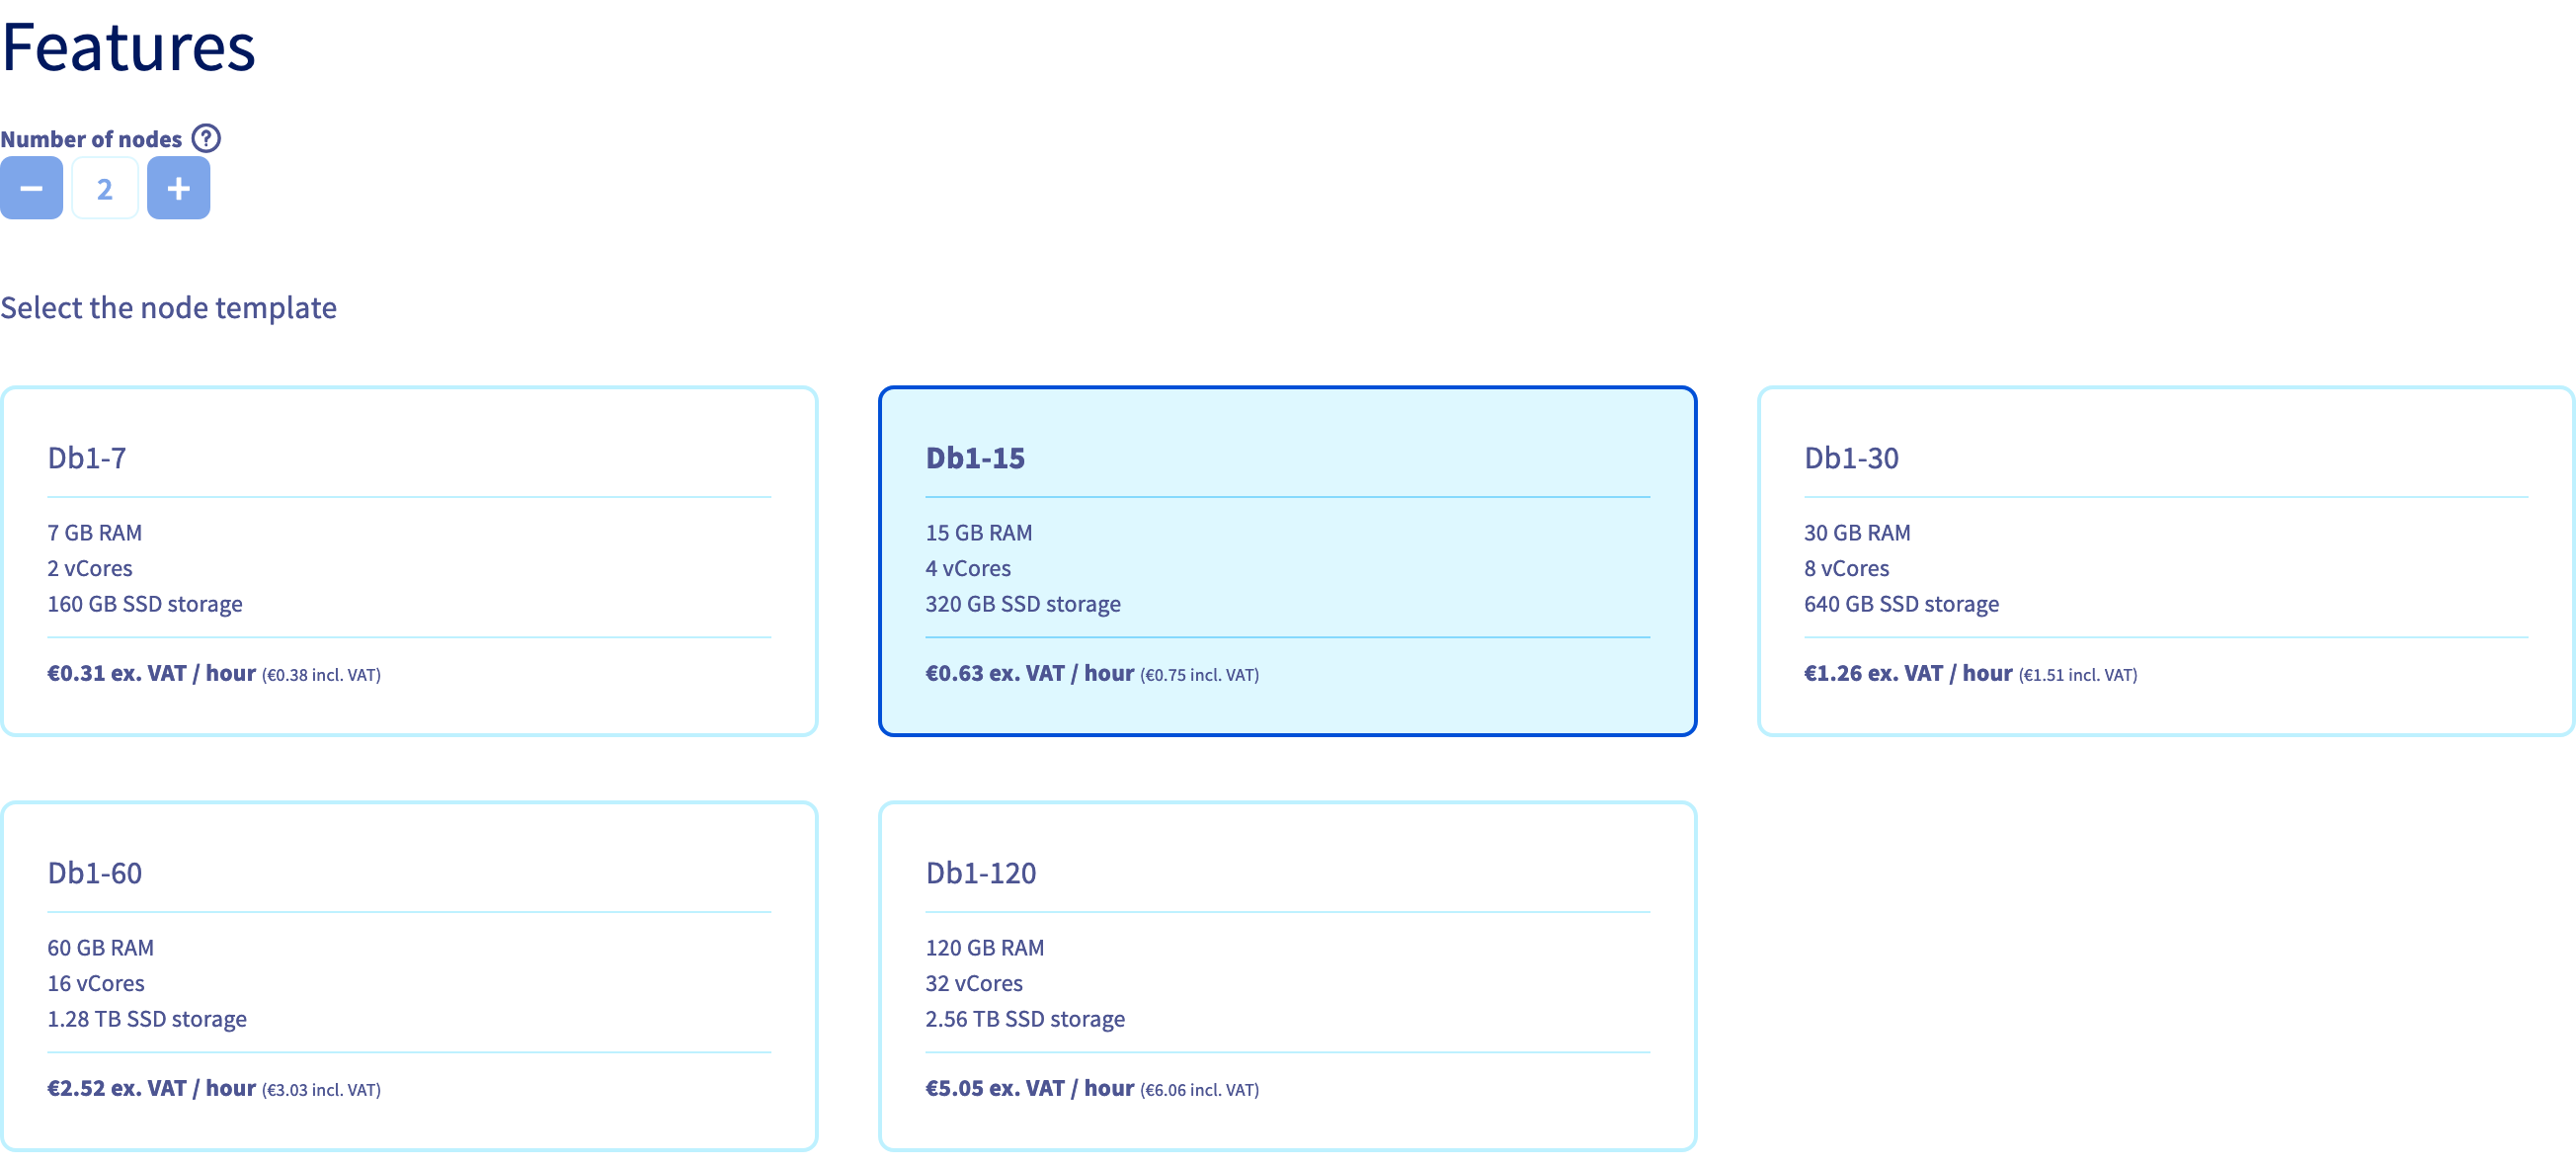 Features
Number of nodes ?
− 2 +
Select the node template
Db1-7
7 GB RAM
2 vCores
160 GB SSD storage
€0.31 ex. VAT / hour (€0.38 incl. VAT)
Db1-15
15 GB RAM
4 vCores
320 GB SSD storage
€0.63 ex. VAT / hour (€0.75 incl. VAT)
Db1-30
30 GB RAM
8 vCores
640 GB SSD storage
€1.26 ex. VAT / hour (€1.51 incl. VAT)
Db1-60
60 GB RAM
16 vCores
1.28 TB SSD storage
€2.52 ex. VAT / hour (€3.03 incl. VAT)
Db1-120
120 GB RAM
32 vCores
2.56 TB SSD storage
€5.05 ex. VAT / hour (€6.06 incl. VAT)